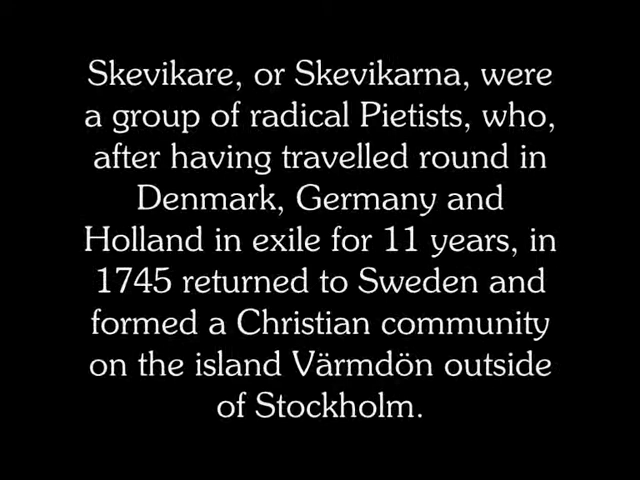 Skevikare, or Skevikarna, were
a group of radical Pietists, who,
after having travelled round in
Denmark, Germany and
Holland in exile for 11 years, in
1745 returned to Sweden and
formed a Christian community
on the island Värmdön outside
of Stockholm.